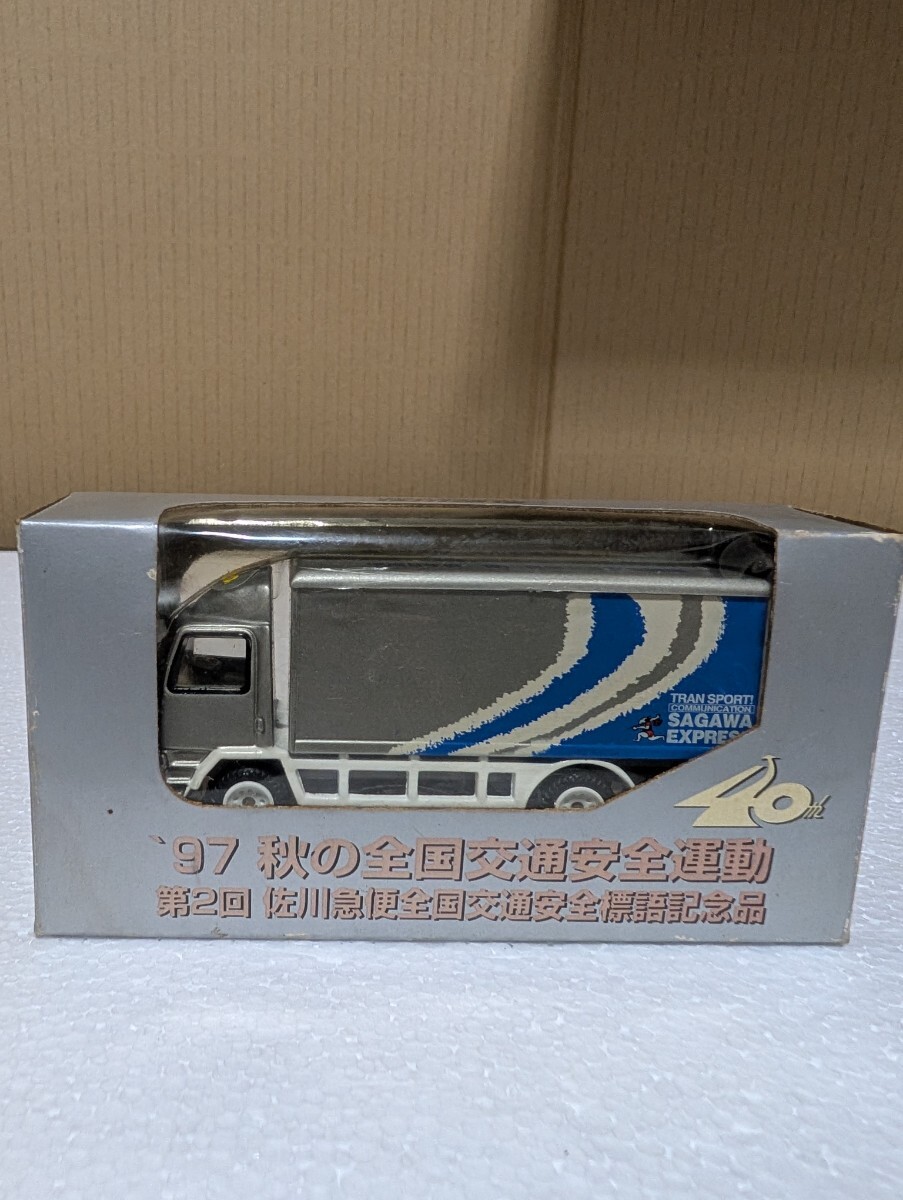 TRAN SPORT!
COMMUNICATION
SAGAWA
EXPRESS
40th
`97 秋の全国交通安全運動
第2回 佐川急便全国交通安全標語記念品